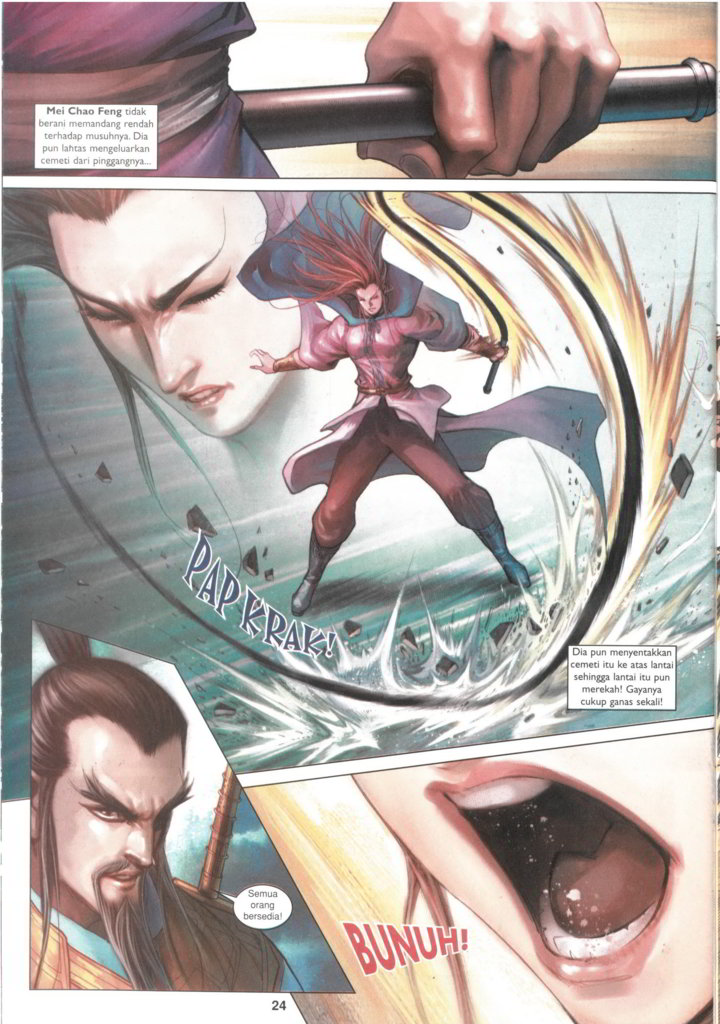 Mei Chao Feng tidak
berani memandang rendah
terhadap musuhnya. Dia
pun lantas mengeluarkan
cemeti dari pinggangnya...
PAP KRAK!
Dia pun menyentakkan
cemeti itu ke atas lantai
sehingga lantai itu pun
merekah! Gayanya
cukup ganas sekali!
Semua
orang
bersedia!
BUNUH!
24